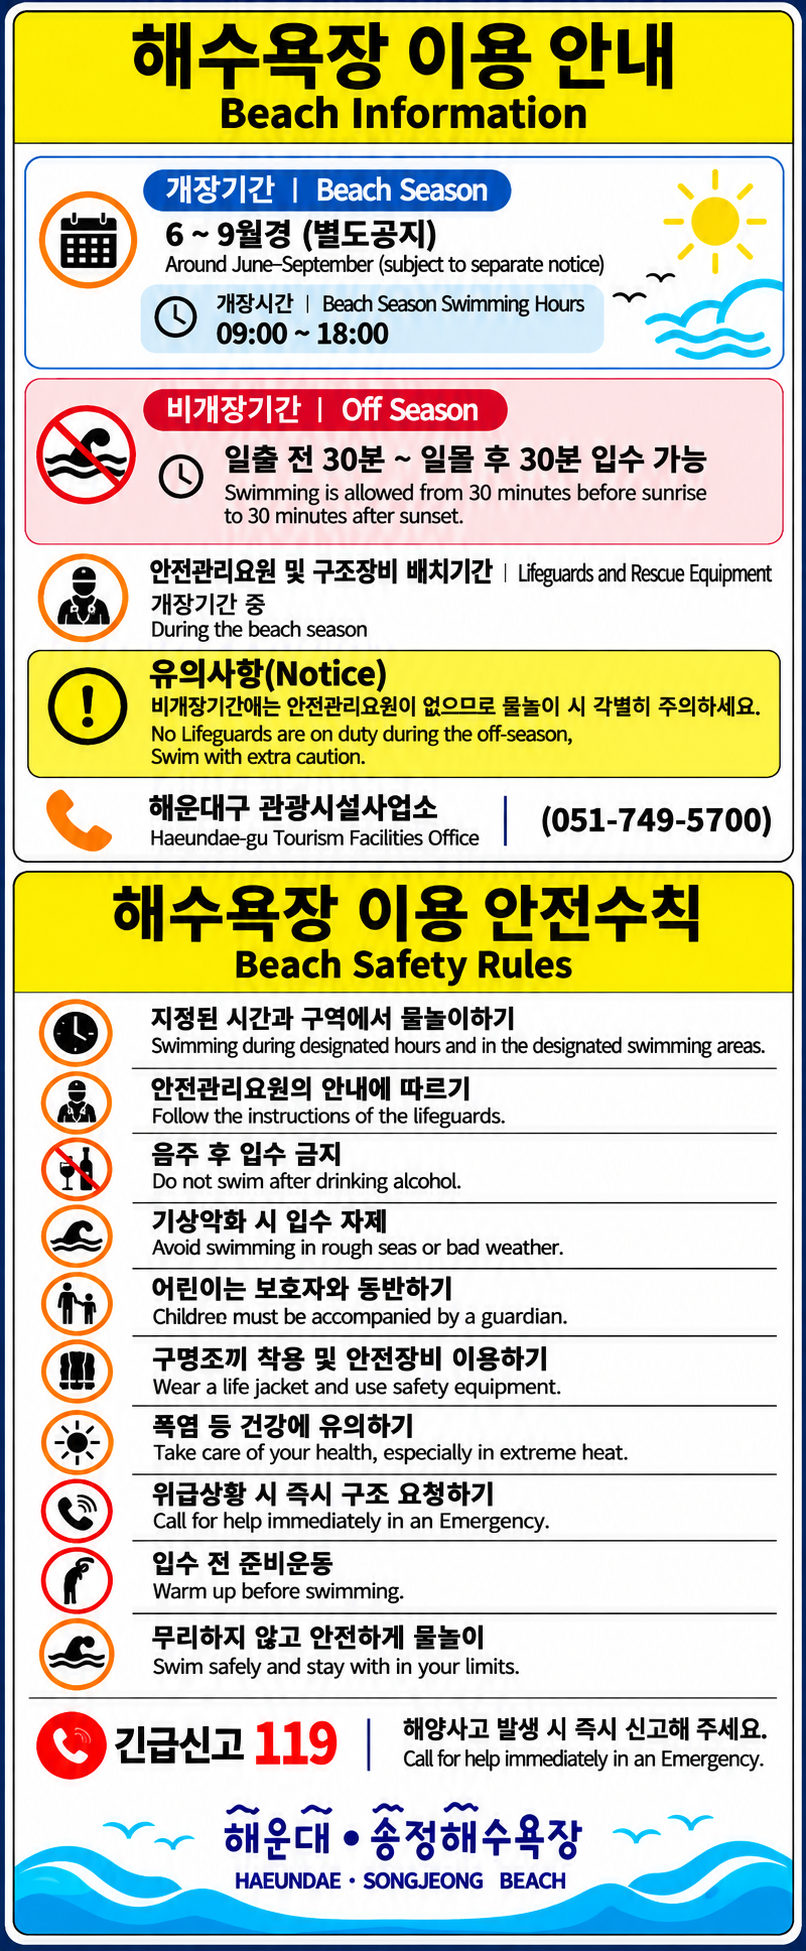 해수욕장 이용 안내
Beach Information
개장기간 | Beach Season
6 ~ 9월경 (별도공지)
Around June–September (subject to separate notice)
개장시간 | Beach Season Swimming Hours
09:00 ~ 18:00
비개장기간 | Off Season
일출 전 30분 ~ 일몰 후 30분 입수 가능
Swimming is allowed from 30 minutes before sunrise
to 30 minutes after sunset.
안전관리요원 및 구조장비 배치기간 | Lifeguards and Rescue Equipment
개장기간 중
During the beach season
유의사항(Notice)
비개장기간애는 안전관리요원이 없으므로 물놀이 시 각별히 주의하세요.
No Lifeguards are on duty during the off-season,
Swim with extra caution.
해운대구 관광시설사업소
Haeundae-gu Tourism Facilities Office
(051-749-5700)
해수욕장 이용 안전수칙
Beach Safety Rules
지정된 시간과 구역에서 물놀이하기
Swimming during designated hours and in the designated swimming areas.
안전관리요원의 안내에 따르기
Follow the instructions of the lifeguards.
음주 후 입수 금지
Do not swim after drinking alcohol.
기상악화 시 입수 자제
Avoid swimming in rough seas or bad weather.
어린이는 보호자와 동반하기
Children must be accompanied by a guardian.
구명조끼 착용 및 안전장비 이용하기
Wear a life jacket and use safety equipment.
폭염 등 건강에 유의하기
Take care of your health, especially in extreme heat.
위급상황 시 즉시 구조 요청하기
Call for help immediately in an Emergency.
입수 전 준비운동
Warm up before swimming.
무리하지 않고 안전하게 물놀이
Swim safely and stay with in your limits.
긴급신고 119
해양사고 발생 시 즉시 신고해 주세요.
Call for help immediately in an Emergency.
해운대 • 송정해수욕장
HAEUNDAE • SONGJEONG BEACH